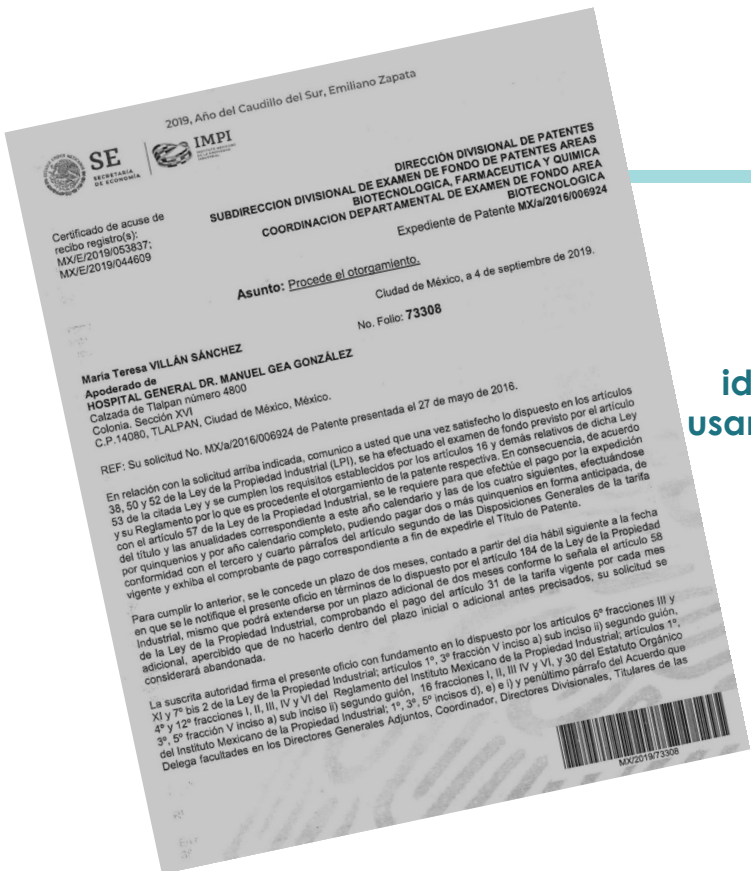 2019, Año del Caudillo del Sur, Emiliano Zapata
SE
SECRETARÍA
DE ECONOMÍA
IMPI
DIRECCIÓN DIVISIONAL DE PATENTES
SUBDIRECCION DIVISIONAL DE EXAMEN DE FONDO DE PATENTES AREAS
BIOTECNOLOGICA, FARMACEUTICA Y QUIMICA
COORDINACION DEPARTAMENTAL DE EXAMEN DE FONDO AREA
BIOTECNOLOGICA
Expediente de Patente MX/a/2016/006924
Certificado de acuse de
recibo registro(s):
MX/E/2019/053837;
MX/E/2019/044609
Asunto: Procede el otorgamiento.
Ciudad de México, a 4 de septiembre de 2019.
No. Folio: 73308
María Teresa VILLÁN SÁNCHEZ
Apoderado de
HOSPITAL GENERAL DR. MANUEL GEA GONZÁLEZ
Calzada de Tlalpan número 4800
Colonia. Sección XVI
C.P.14080, TLALPAN, Ciudad de México, México.
REF: Su solicitud No. MX/a/2016/006924 de Patente presentada el 27 de mayo de 2016.
En relación con la solicitud arriba indicada, comunico a usted que una vez satisfecho lo dispuesto en los artículos
38, 50 y 52 de la Ley de la Propiedad Industrial (LPI), se ha efectuado el examen de fondo previsto por el artículo
53 de la citada Ley y se cumplen los requisitos establecidos por los artículos 16 y demás relativos de dicha Ley
y su Reglamento por lo que es procedente el otorgamiento de la patente respectiva. En consecuencia, de acuerdo
con el artículo 57 de la Ley de la Propiedad Industrial, se le requiere para que efectúe el pago por la expedición
del título y las anualidades correspondiente a este año calendario y las de los cuatro siguientes, efectuándose
por quinquenios y por año calendario completo, pudiendo pagar dos o más quinquenios en forma anticipada, de
conformidad con el tercero y cuarto párrafos del artículo segundo de las Disposiciones Generales de la tarifa
vigente y exhiba el comprobante de pago correspondiente a fin de expedirle el Título de Patente.
Para cumplir lo anterior, se le concede un plazo de dos meses, contado a partir del día hábil siguiente a la fecha
en que se le notifique el presente oficio en términos de lo dispuesto por el artículo 184 de la Ley de la Propiedad
Industrial, mismo que podrá extenderse por un plazo adicional de dos meses conforme lo señala el artículo 58
de la Ley de la Propiedad Industrial, comprobando el pago del artículo 31 de la tarifa vigente por cada mes
adicional, apercibido que de no hacerlo dentro del plazo inicial o adicional antes precisados, su solicitud se
considerará abandonada.
La suscrita autoridad firma el presente oficio con fundamento en lo dispuesto por los artículos 6º fracciones III y
XI y 7º bis 2 de la Ley de la Propiedad Industrial; artículos 1º, 3º fracción V inciso a) sub inciso ii) segundo guión,
4º y 12º fracciones I, II, III, IV y VI del Reglamento del Instituto Mexicano de la Propiedad Industrial; artículos 1º,
3º, 5º fracción V inciso a) sub inciso ii) segundo guión, 16 fracciones I, II, III IV y VI, y 30 del Estatuto Orgánico
del Instituto Mexicano de la Propiedad Industrial; 1º, 3º, 5º incisos d), e) e i) y penúltimo párrafo del Acuerdo que
Delega facultades en los Directores Generales Adjuntos, Coordinador, Directores Divisionales, Titulares de las
MX/2019/73308
id
usar